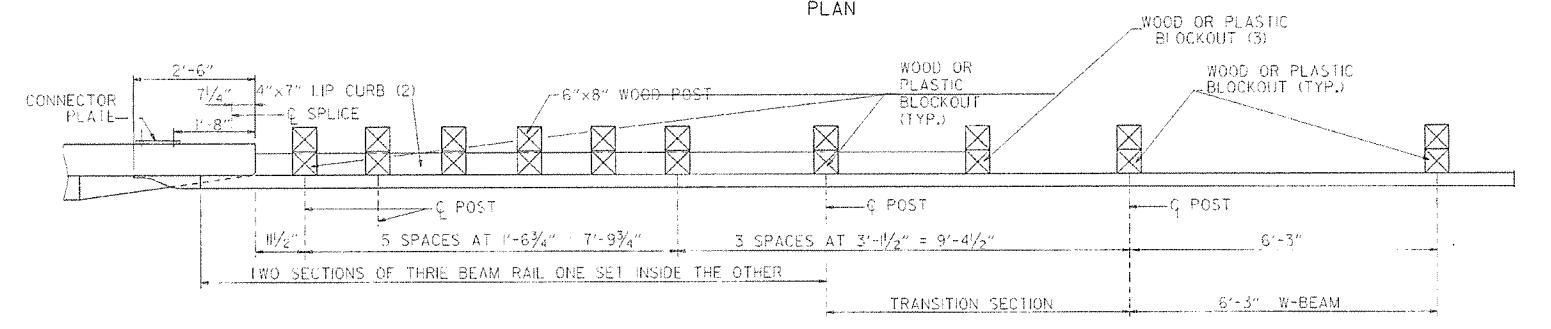 PLAN
WOOD OR PLASTIC
BLOCKOUT (3)
2'-6"
WOOD OR
PLASTIC
BLOCKOUT
(TYP.)
WOOD OR PLASTIC
BLOCKOUT (TYP.)
CONNECTOR
PLATE
7¼"
4"x7" LIP CURB (2)
6"x8" WOOD POST
℄ SPLICE
1'-8"
℄ POST
℄ POST
℄ POST
11½"
5 SPACES AT 1'-6¾" = 7'-9¾"
3 SPACES AT 3'-1½" = 9'-4½"
6'-3"
TWO SECTIONS OF THRIE BEAM RAIL ONE SET INSIDE THE OTHER
TRANSITION SECTION
6'-3" W-BEAM